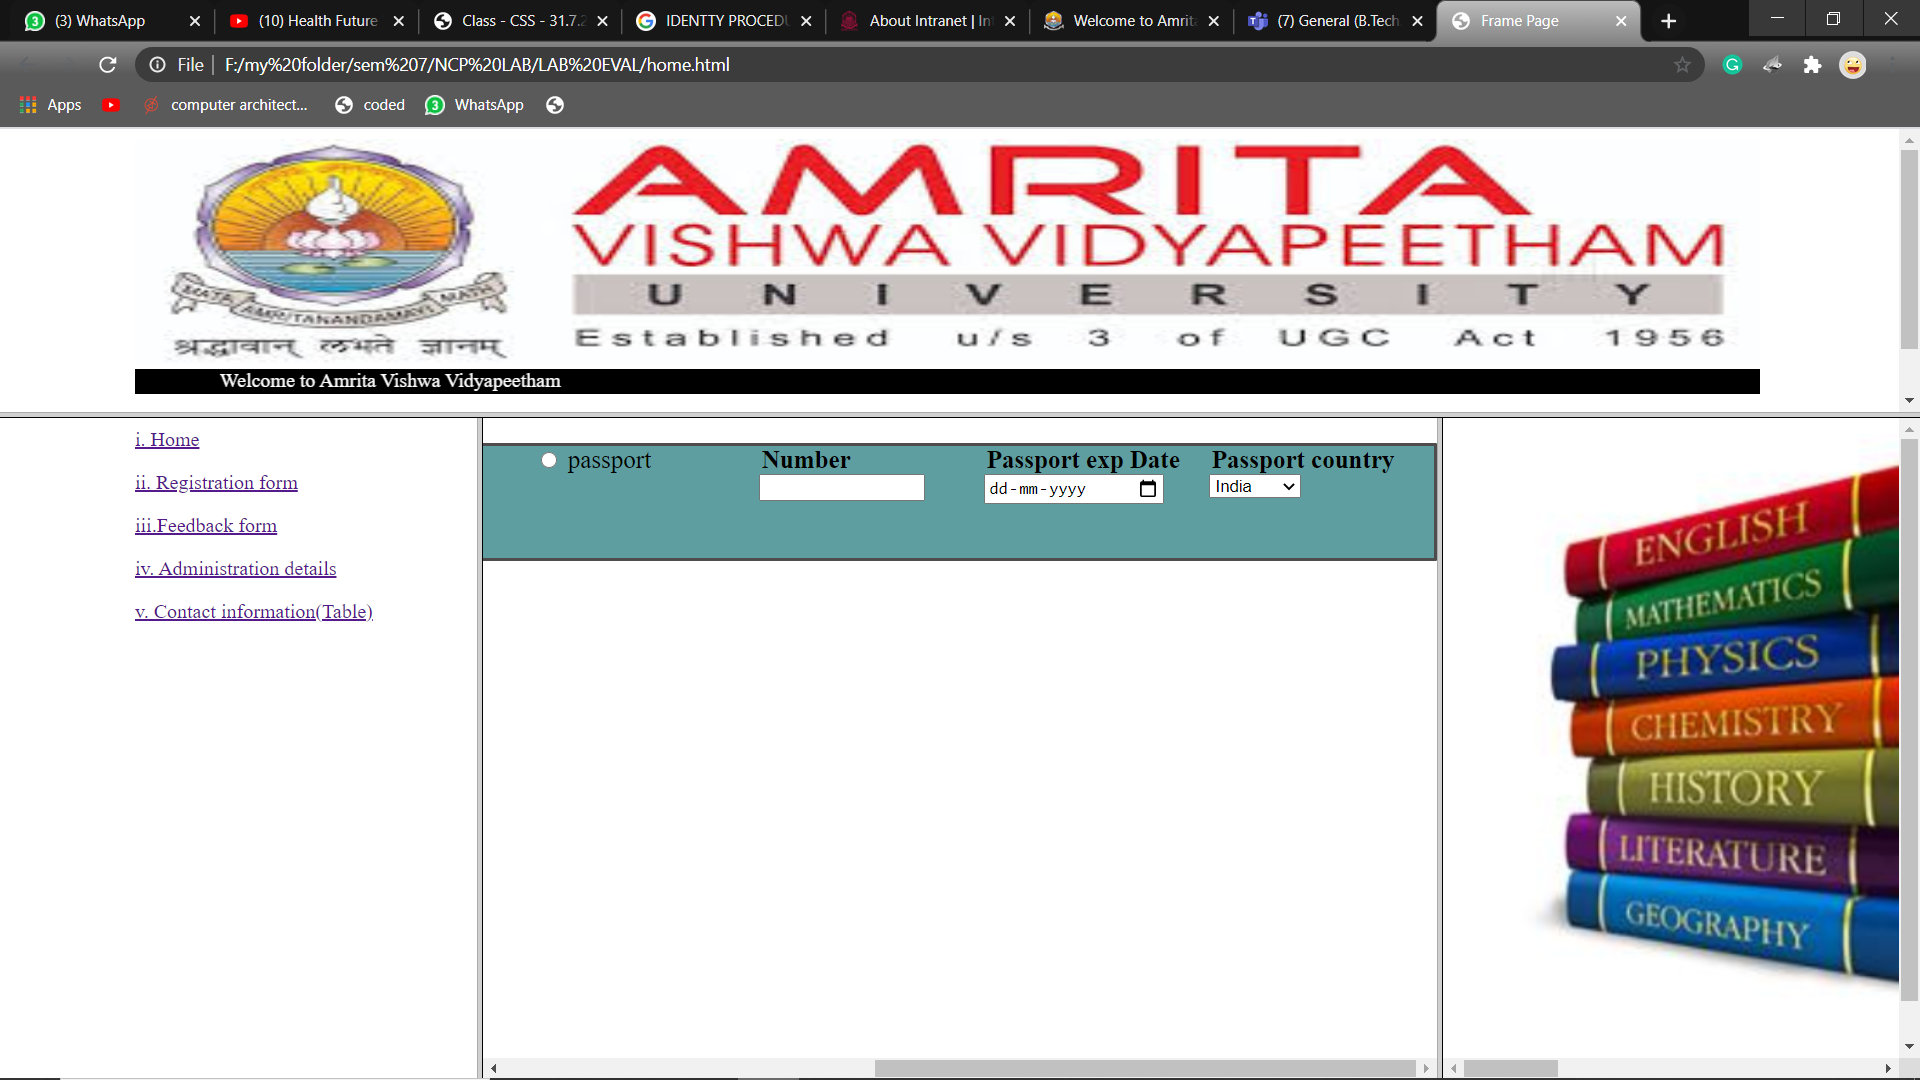 (3) WhatsApp
(10) Health Future
Class - CSS - 31.7.2
IDENTTY PROCEDU
About Intranet | In
Welcome to Amrita
(7) General (B.Tech
Frame Page
File
F:/my%20folder/sem%207/NCP%20LAB/LAB%20EVAL/home.html
Apps
computer architect...
coded
3
WhatsApp
AMRITA
VISHWA VIDYAPEETHAM
UNIVERSITY
Established u/s 3 of UGC Act 1956
MATA AMRITANANDAMAYI MATH
श्रद्धावान् लभते ज्ञानम्
Welcome to Amrita Vishwa Vidyapeetham
i. Home
ii. Registration form
iii.Feedback form
iv. Administration details
v. Contact information(Table)
passport
Number
Passport exp Date
dd-mm-yyyy
Passport country
India
ENGLISH
MATHEMATICS
PHYSICS
CHEMISTRY
HISTORY
LITERATURE
GEOGRAPHY